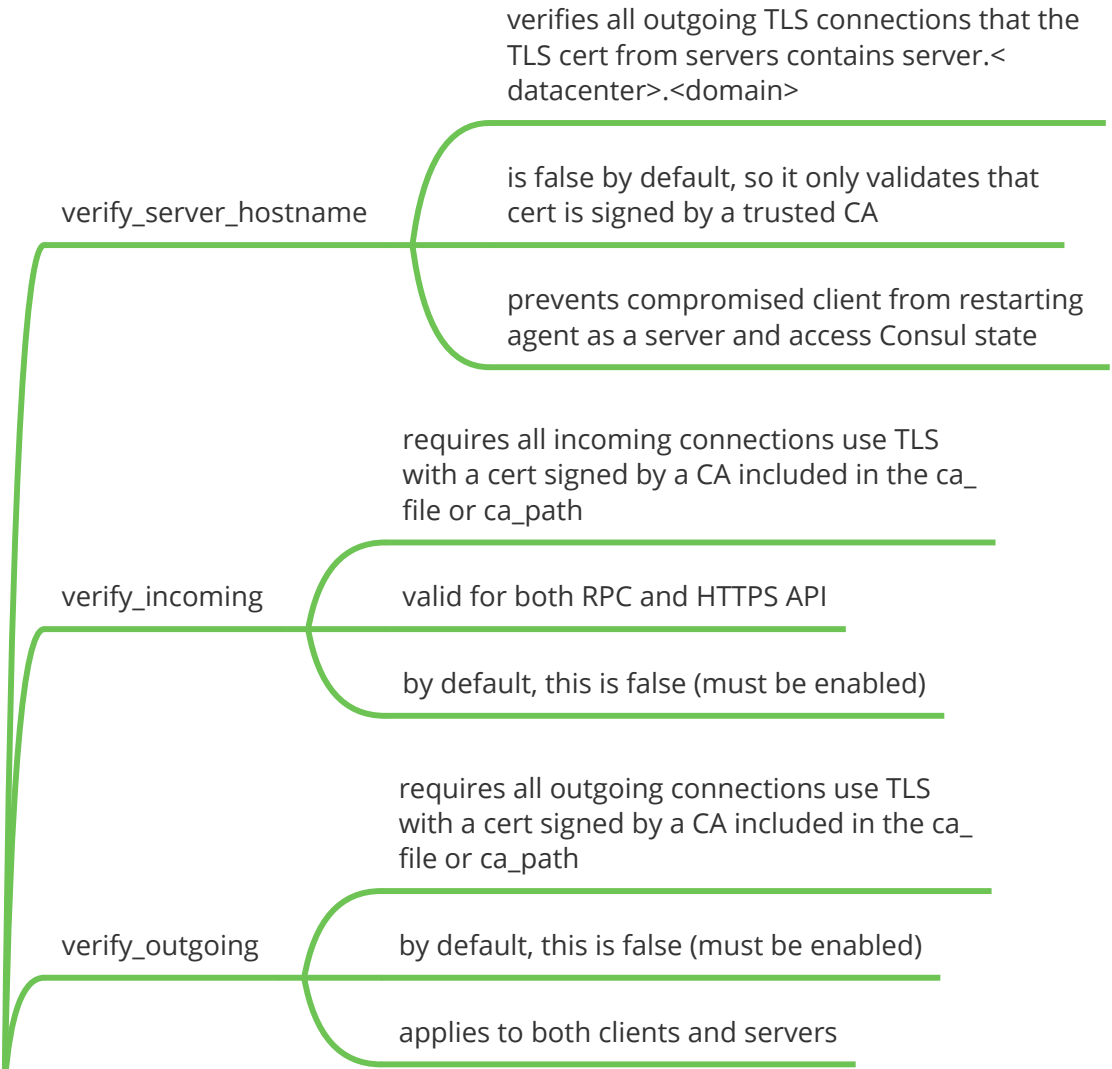 verifies all outgoing TLS connections that the
TLS cert from servers contains server.<
datacenter>.<domain>
verify_server_hostname
is false by default, so it only validates that
cert is signed by a trusted CA
prevents compromised client from restarting
agent as a server and access Consul state
requires all incoming connections use TLS
with a cert signed by a CA included in the ca_
file or ca_path
verify_incoming
valid for both RPC and HTTPS API
by default, this is false (must be enabled)
requires all outgoing connections use TLS
with a cert signed by a CA included in the ca_
file or ca_path
verify_outgoing
by default, this is false (must be enabled)
applies to both clients and servers